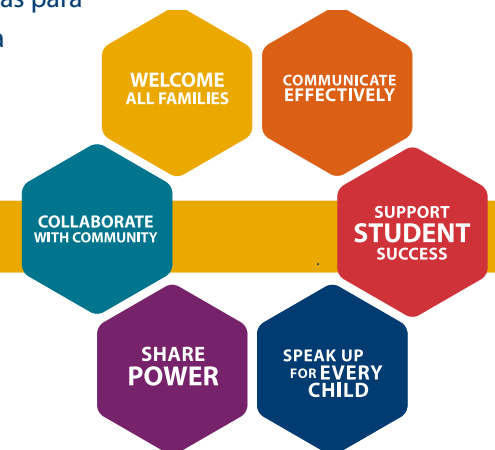 as para
a
WELCOME
ALL FAMILIES
COMMUNICATE
EFFECTIVELY
COLLABORATE
WITH COMMUNITY
SUPPORT
STUDENT
SUCCESS
SHARE
POWER
SPEAK UP
FOR EVERY
CHILD